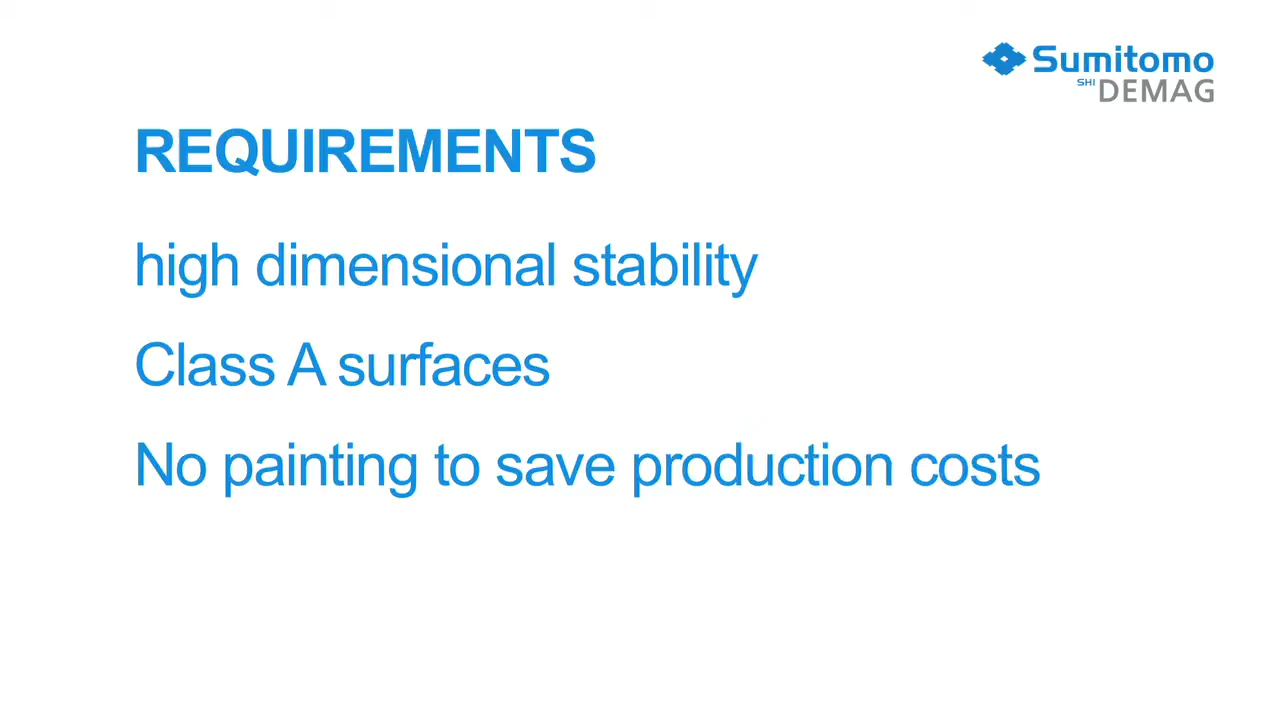 Sumitomo
SHI DEMAG
REQUIREMENTS
high dimensional stability
Class A surfaces
No painting to save production costs